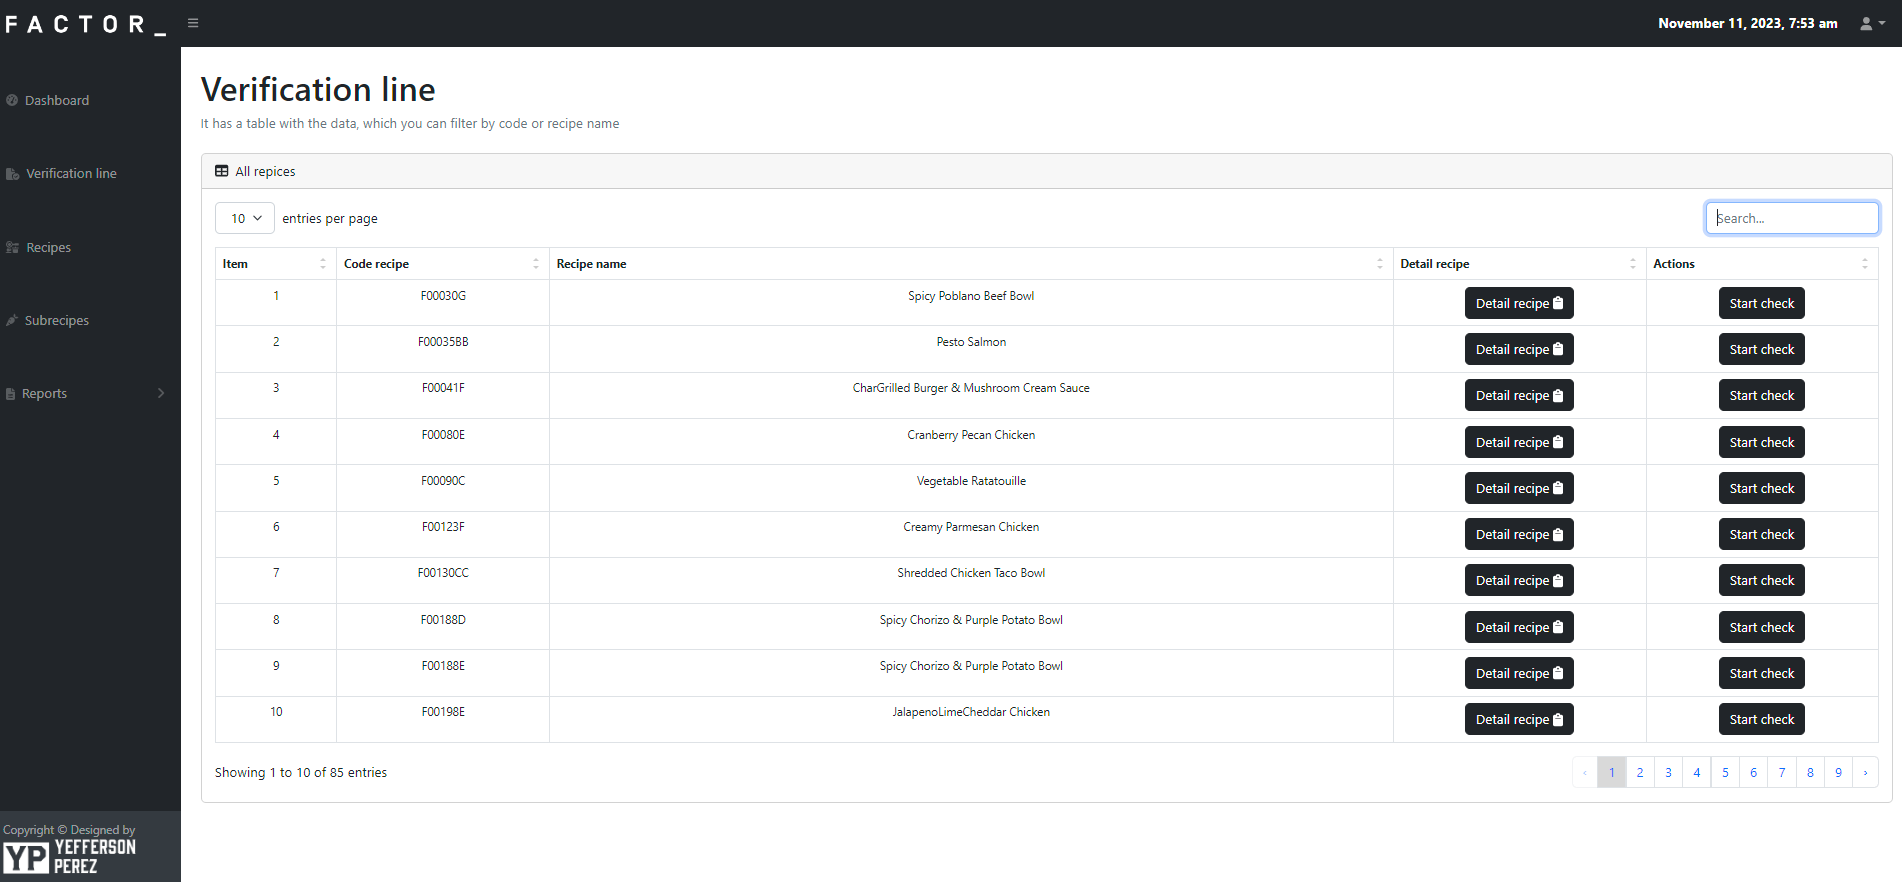 FACTOR_
November 11, 2023, 7:53 am
Dashboard
Verification line
Recipes
Subrecipes
Reports
Verification line
It has a table with the data, which you can filter by code or recipe name
All repices
10 entries per page
Search...
Item Code recipe Recipe name Detail recipe Actions
1 F00030G Spicy Poblano Beef Bowl Detail recipe Start check
2 F00035BB Pesto Salmon Detail recipe Start check
3 F00041F CharGrilled Burger & Mushroom Cream Sauce Detail recipe Start check
4 F00080E Cranberry Pecan Chicken Detail recipe Start check
5 F00090C Vegetable Ratatouille Detail recipe Start check
6 F00123F Creamy Parmesan Chicken Detail recipe Start check
7 F00130CC Shredded Chicken Taco Bowl Detail recipe Start check
8 F00188D Spicy Chorizo & Purple Potato Bowl Detail recipe Start check
9 F00188E Spicy Chorizo & Purple Potato Bowl Detail recipe Start check
10 F00198E JalapenoLimeCheddar Chicken Detail recipe Start check
Showing 1 to 10 of 85 entries
‹ 1 2 3 4 5 6 7 8 9 ›
Copyright © Designed by
YP YEFFERSON
PEREZ